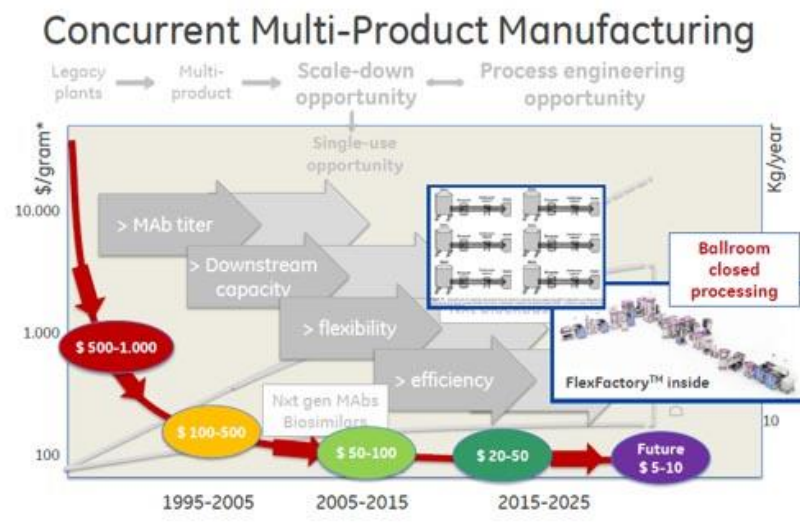 Concurrent Multi-Product Manufacturing
Legacy
plants
Multi-
product
Scale-down
opportunity
Process engineering
opportunity
Single-use
opportunity
$/gram*
Kg/year
10.000
1.000
100
10
> MAb titer
> Downstream
capacity
> flexibility
> efficiency
Ballroom
closed
processing
FlexFactory™ inside
Nxt gen MAbs
Biosimilars
$ 500-1.000
$ 100-500
$ 50-100
$ 20-50
Future
$ 5-10
1995-2005
2005-2015
2015-2025